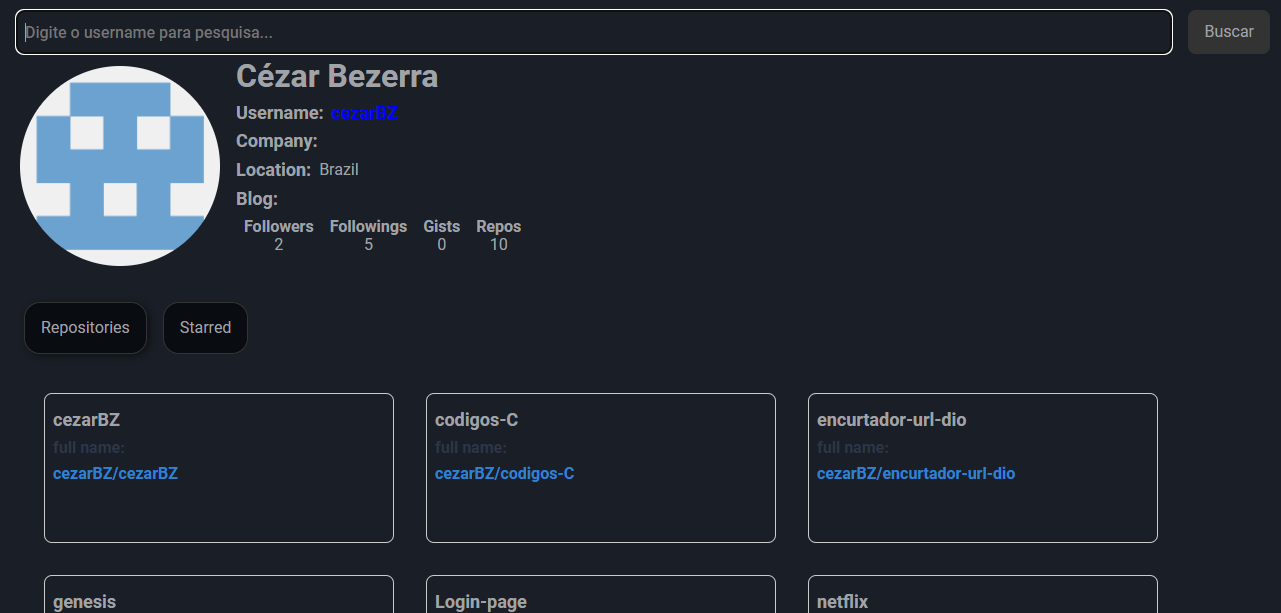 Digite o username para pesquisa...
Buscar
Cézar Bezerra
Username: cezarBZ
Company:
Location: Brazil
Blog:
Followers Followings Gists Repos
2 5 0 10
Repositories Starred
cezarBZ
full name:
cezarBZ/cezarBZ
codigos-C
full name:
cezarBZ/codigos-C
encurtador-url-dio
full name:
cezarBZ/encurtador-url-dio
genesis
Login-page
netflix